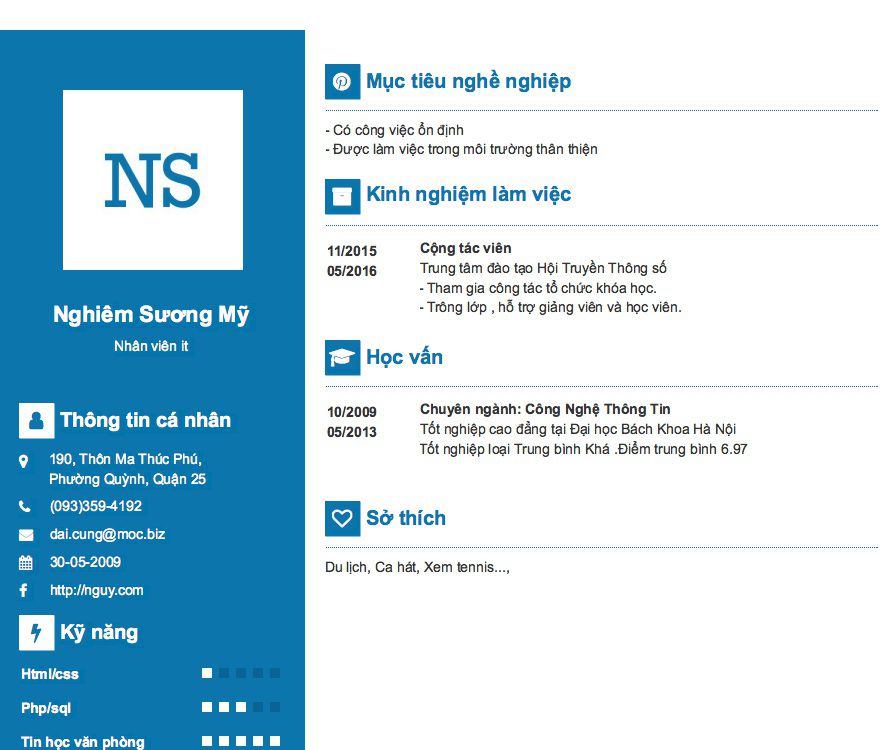 NS
Nghiêm Sương Mỹ
Nhân viên it
Thông tin cá nhân
190, Thôn Ma Thúc Phú,
Phường Quỳnh, Quận 25
(093)359-4192
dai.cung@moc.biz
30-05-2009
http://nguy.com
Kỹ năng
Html/css
Php/sql
Tin học văn phòng
Mục tiêu nghề nghiệp
- Có công việc ổn định
- Được làm việc trong môi trường thân thiện
Kinh nghiệm làm việc
11/2015
05/2016
Cộng tác viên
Trung tâm đào tạo Hội Truyền Thông số
- Tham gia công tác tổ chức khóa học.
- Trông lớp , hỗ trợ giảng viên và học viên.
Học vấn
10/2009
05/2013
Chuyên ngành: Công Nghệ Thông Tin
Tốt nghiệp cao đẳng tại Đại học Bách Khoa Hà Nội
Tốt nghiệp loại Trung bình Khá .Điểm trung bình 6.97
Sở thích
Du lịch, Ca hát, Xem tennis...,